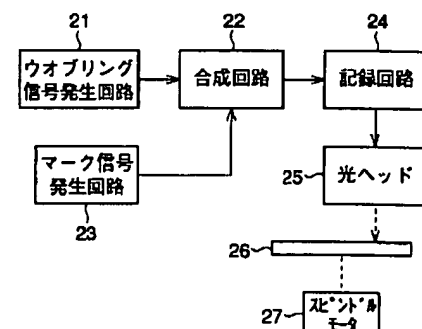 21
22
24
ウオブリング
信号発生回路
合成回路
記録回路
マーク信号
発生回路
23
25
光ヘッド
26
27
スピンドル
モータ